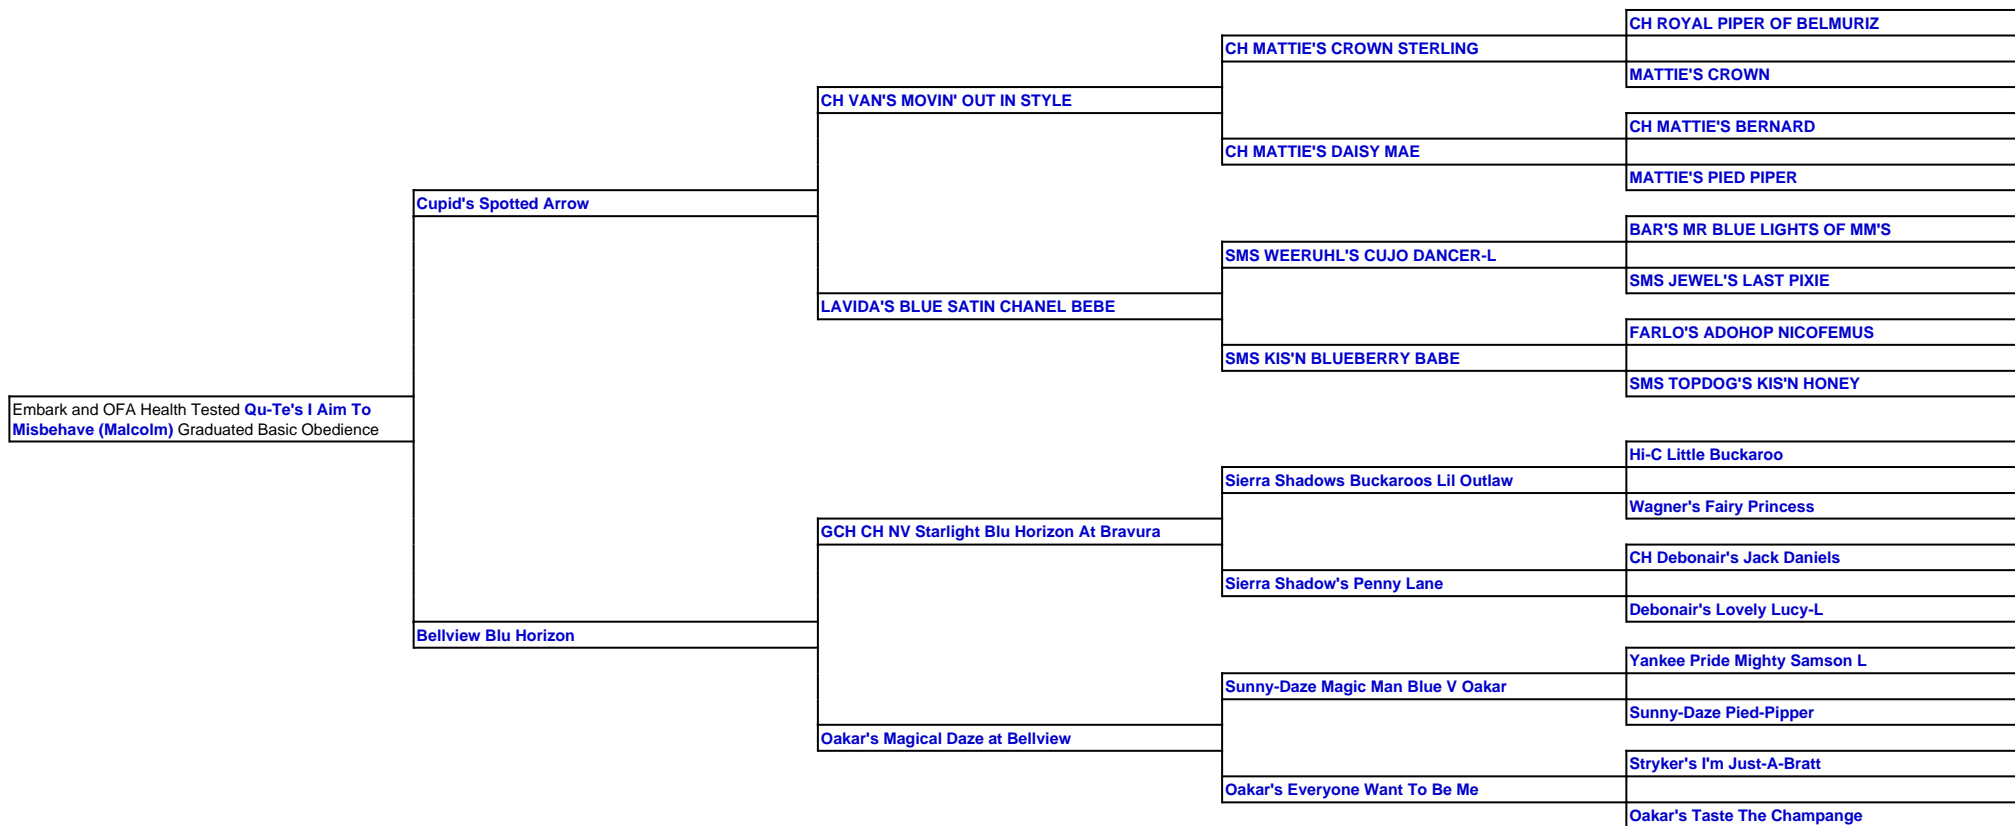 CH ROYAL PIPER OF BELMURIZ
CH MATTIE'S CROWN STERLING
MATTIE'S CROWN
CH VAN'S MOVIN' OUT IN STYLE
CH MATTIE'S BERNARD
CH MATTIE'S DAISY MAE
MATTIE'S PIED PIPER
Cupid's Spotted Arrow
BAR'S MR BLUE LIGHTS OF MM'S
SMS WEERUHL'S CUJO DANCER-L
SMS JEWEL'S LAST PIXIE
LAVIDA'S BLUE SATIN CHANEL BEBE
FARLO'S ADOHOP NICOFEMUS
SMS KIS'N BLUEBERRY BABE
SMS TOPDOG'S KIS'N HONEY
Embark and OFA Health Tested Qu-Te's I Aim To
Misbehave (Malcolm) Graduated Basic Obedience
Hi-C Little Buckaroo
Sierra Shadows Buckaroos Lil Outlaw
Wagner's Fairy Princess
GCH CH NV Starlight Blu Horizon At Bravura
CH Debonair's Jack Daniels
Sierra Shadow's Penny Lane
Debonair's Lovely Lucy-L
Bellview Blu Horizon
Yankee Pride Mighty Samson L
Sunny-Daze Magic Man Blue V Oakar
Sunny-Daze Pied-Pipper
Oakar's Magical Daze at Bellview
Stryker's I'm Just-A-Bratt
Oakar's Everyone Want To Be Me
Oakar's Taste The Champange